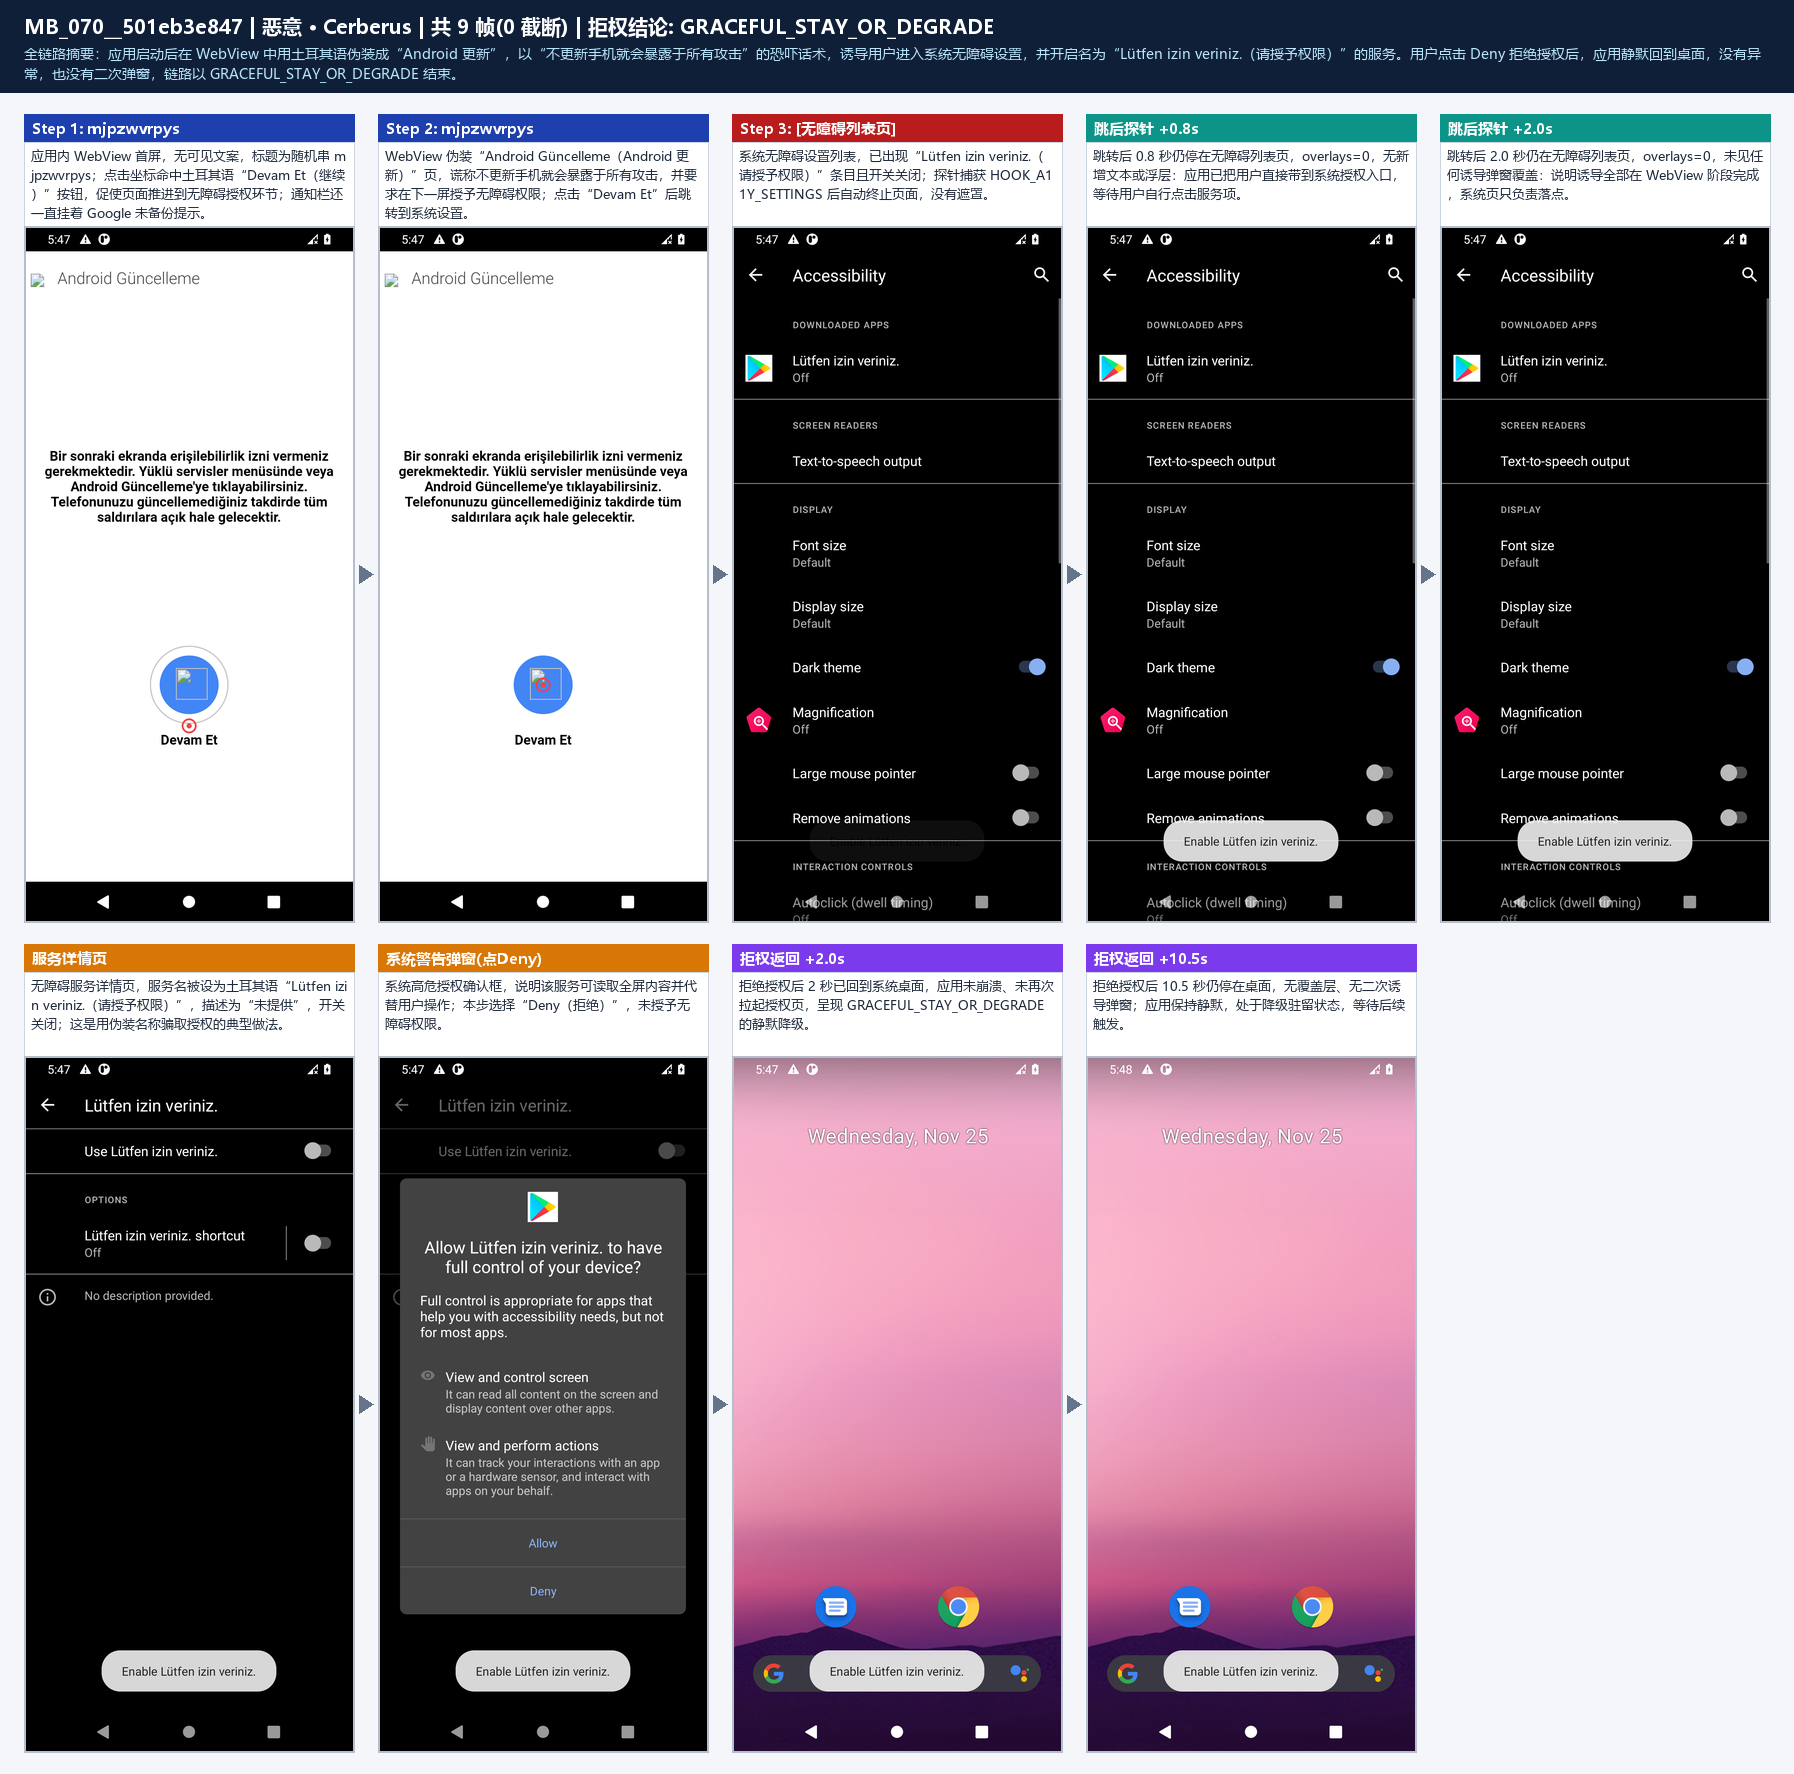 MB_070__501eb3e847 | 恶意 • Cerberus | 共 9 帧(0 截断) | 拒权结论: GRACEFUL_STAY_OR_DEGRADE
全链路摘要：应用启动后在 WebView 中用土耳其语伪装成“Android 更新”，以“不更新手机就会暴露于所有攻击”的恐吓话术，诱导用户进入系统无障碍设置，并开启名为“Lütfen izin veriniz.（请授予权限）”的服务。用户点击 Deny 拒绝授权后，应用静默回到桌面，没有异
常，也没有二次弹窗，链路以 GRACEFUL_STAY_OR_DEGRADE 结束。
Step 1: mjpzwvrpys
应用内 WebView 首屏，无可见文案，标题为随机串 m
jpzwvrpys；点击坐标命中土耳其语“Devam Et（继续
）”按钮，促使页面推进到无障碍授权环节；通知栏还
一直挂着 Google 未备份提示。
5:47
Android Güncelleme
Bir sonraki ekranda erişilebilirlik izni vermeniz
gerekmektedir. Yüklü servisler menüsünde veya
Android Güncelleme'ye tıklayabilirsiniz.
Telefonunuzu güncellemediğiniz takdirde tüm
saldırılara açık hale gelecektir.
Devam Et
Step 2: mjpzwvrpys
WebView 伪装“Android Güncelleme（Android 更
新）”页，谎称不更新手机就会暴露于所有攻击，并要
求在下一屏授予无障碍权限；点击“Devam Et”后跳
转到系统设置。
5:47
Android Güncelleme
Bir sonraki ekranda erişilebilirlik izni vermeniz
gerekmektedir. Yüklü servisler menüsünde veya
Android Güncelleme'ye tıklayabilirsiniz.
Telefonunuzu güncellemediğiniz takdirde tüm
saldırılara açık hale gelecektir.
Devam Et
Step 3: [无障碍列表页]
系统无障碍设置列表，已出现“Lütfen izin veriniz.（
请授予权限）”条目且开关关闭；探针捕获 HOOK_A1
1Y_SETTINGS 后自动终止页面，没有遮罩。
5:47
Accessibility
DOWNLOADED APPS
Lütfen izin veriniz.
Off
SCREEN READERS
Text-to-speech output
DISPLAY
Font size
Default
Display size
Default
Dark theme
Magnification
Off
Large mouse pointer
Remove animations
Enable Lütfen izin veriniz.
INTERACTION CONTROLS
Autoclick (dwell timing)
Off
跳后探针 +0.8s
跳转后 0.8 秒仍停在无障碍列表页，overlays=0，无新
增文本或浮层：应用已把用户直接带到系统授权入口，
等待用户自行点击服务项。
5:47
Accessibility
DOWNLOADED APPS
Lütfen izin veriniz.
Off
SCREEN READERS
Text-to-speech output
DISPLAY
Font size
Default
Display size
Default
Dark theme
Magnification
Off
Large mouse pointer
Remove animations
Enable Lütfen izin veriniz.
INTERACTION CONTROLS
Autoclick (dwell timing)
Off
跳后探针 +2.0s
跳转后 2.0 秒仍在无障碍列表页，overlays=0，未见任
何诱导弹窗覆盖：说明诱导全部在 WebView 阶段完成
，系统页只负责落点。
5:47
Accessibility
DOWNLOADED APPS
Lütfen izin veriniz.
Off
SCREEN READERS
Text-to-speech output
DISPLAY
Font size
Default
Display size
Default
Dark theme
Magnification
Off
Large mouse pointer
Remove animations
Enable Lütfen izin veriniz.
INTERACTION CONTROLS
Autoclick (dwell timing)
Off
服务详情页
无障碍服务详情页，服务名被设为土耳其语“Lütfen izi
n veriniz.（请授予权限）”，描述为“未提供”，开关
关闭；这是用伪装名称骗取授权的典型做法。
5:47
Lütfen izin veriniz.
Use Lütfen izin veriniz.
OPTIONS
Lütfen izin veriniz. shortcut
Off
No description provided.
Enable Lütfen izin veriniz.
系统警告弹窗(点Deny)
系统高危授权确认框，说明该服务可读取全屏内容并代
替用户操作；本步选择“Deny（拒绝）”，未授予无
障碍权限。
5:47
Lütfen izin veriniz.
Use Lütfen izin veriniz.
Allow Lütfen izin veriniz. to have
full control of your device?
Full control is appropriate for apps that
help you with accessibility needs, but not
for most apps.
View and control screen
It can read all content on the screen and
display content over other apps.
View and perform actions
It can track your interactions with an app
or a hardware sensor, and interact with
apps on your behalf.
Allow
Deny
Enable Lütfen izin veriniz.
拒权返回 +2.0s
拒绝授权后 2 秒已回到系统桌面，应用未崩溃、未再次
拉起授权页，呈现 GRACEFUL_STAY_OR_DEGRADE
的静默降级。
5:47
Wednesday, Nov 25
Enable Lütfen izin veriniz.
拒权返回 +10.5s
拒绝授权后 10.5 秒仍停在桌面，无覆盖层、无二次诱
导弹窗；应用保持静默，处于降级驻留状态，等待后续
触发。
5:48
Wednesday, Nov 25
Enable Lütfen izin veriniz.